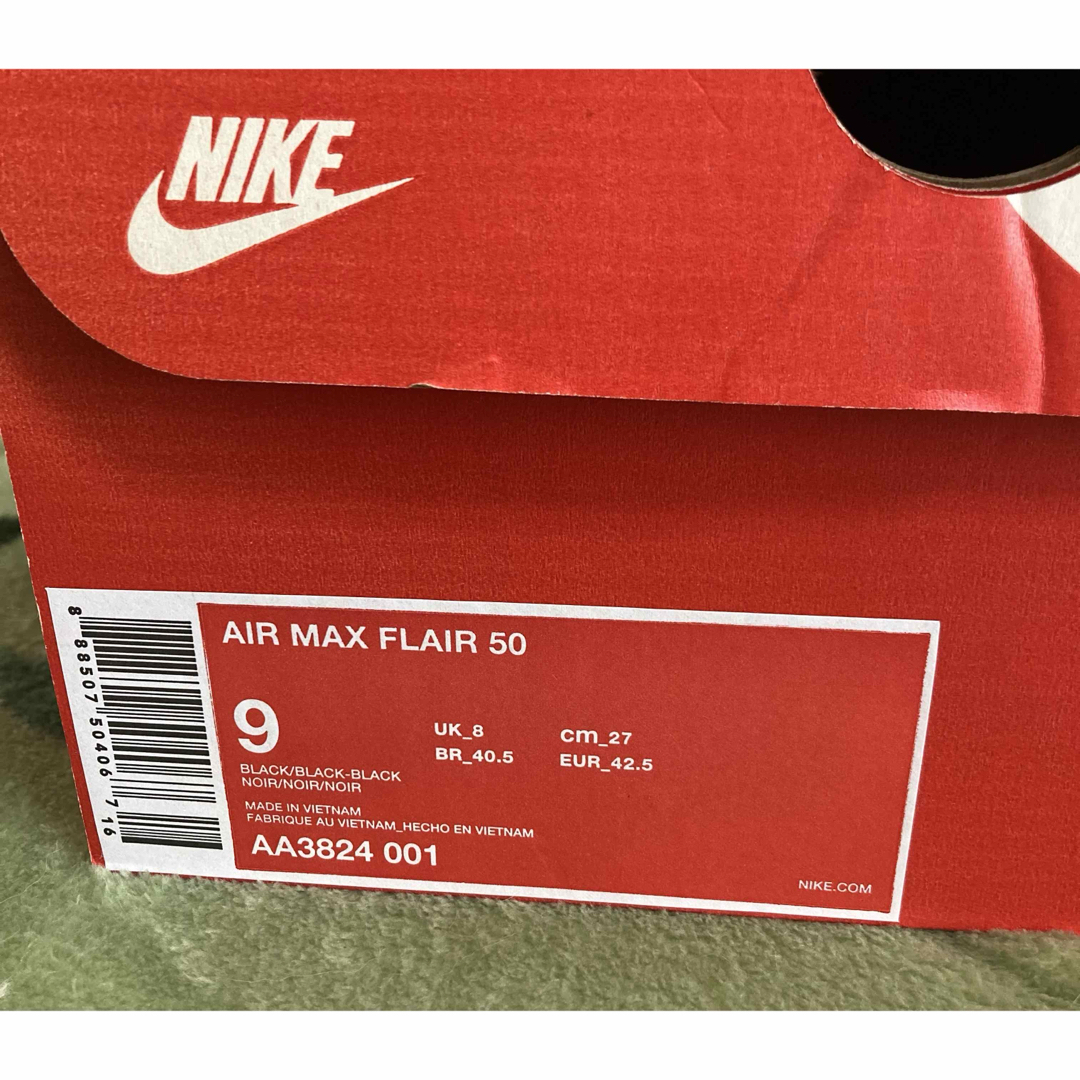 NIKE
AIR MAX FLAIR 50
9
UK_8 cm_27
BR_40.5 EUR_42.5
BLACK/BLACK-BLACK
NOIR/NOIR/NOIR
MADE IN VIETNAM
FABRIQUE AU VIETNAM_HECHO EN VIETNAM
AA3824 001
NIKE.COM
8 88507 50406 7 16